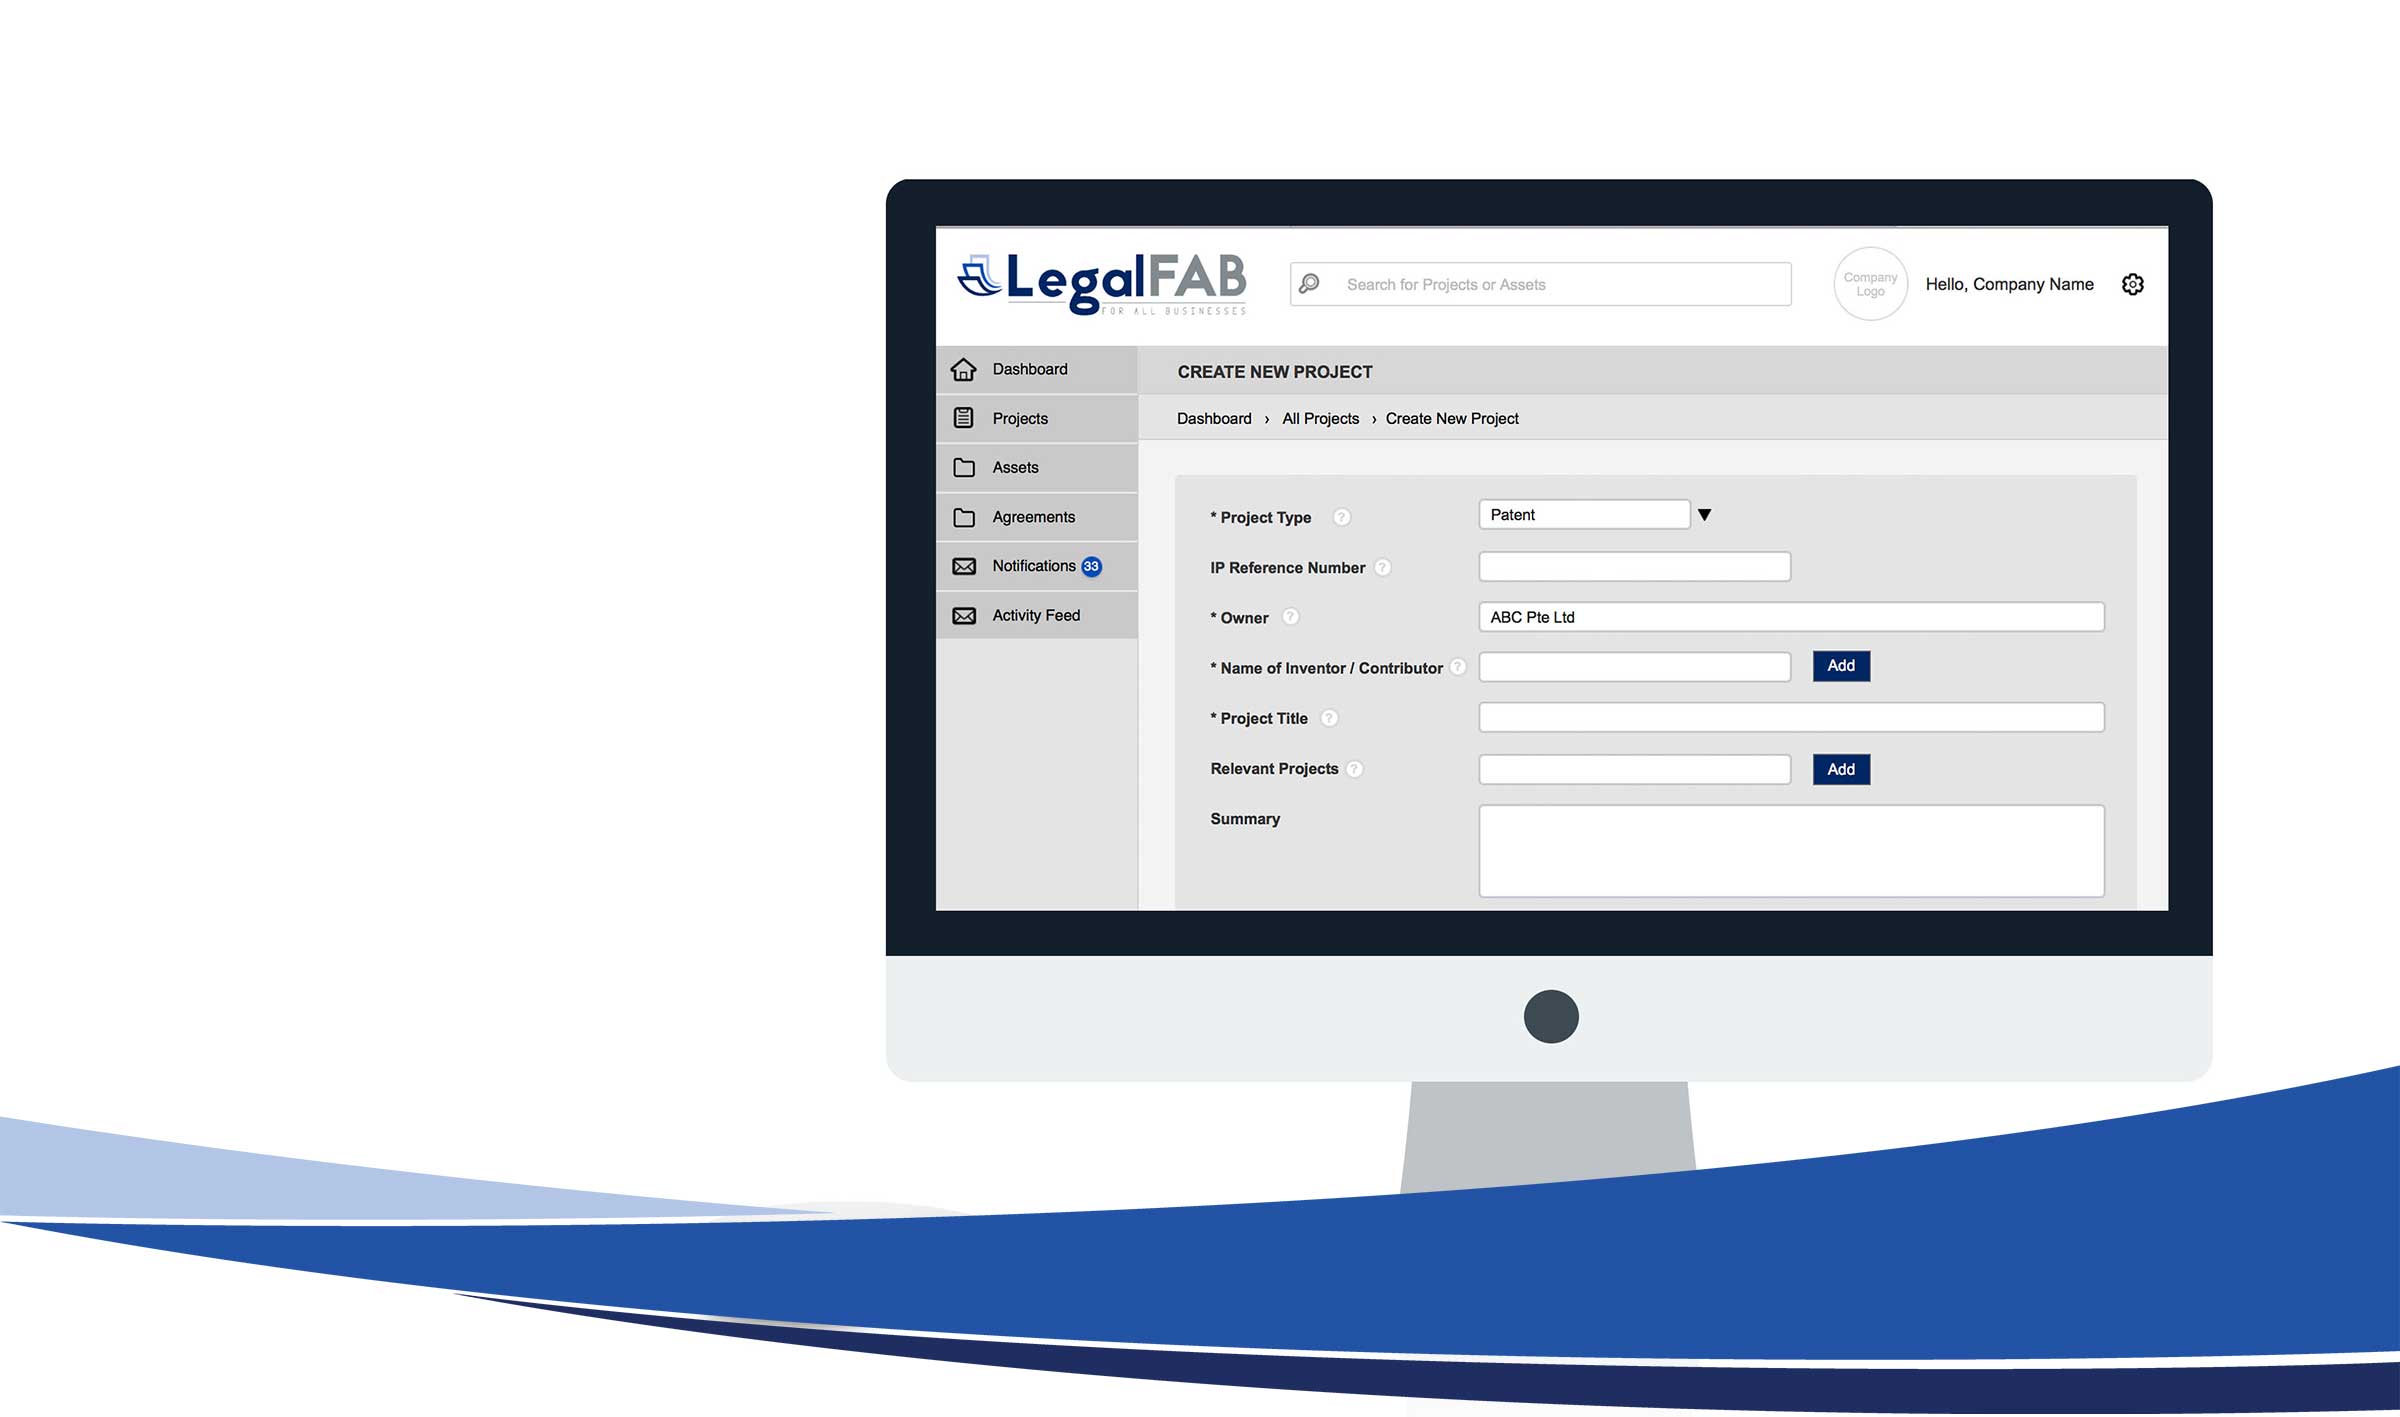 LegalFAB
FOR ALL BUSINESSES
Search for Projects or Assets
Company
Logo
Hello, Company Name
Dashboard
Projects
Assets
Agreements
Notifications 33
Activity Feed
CREATE NEW PROJECT
Dashboard › All Projects › Create New Project
* Project Type ? Patent ▼
IP Reference Number ?
* Owner ? ABC Pte Ltd
* Name of Inventor / Contributor ? Add
* Project Title ?
Relevant Projects ? Add
Summary